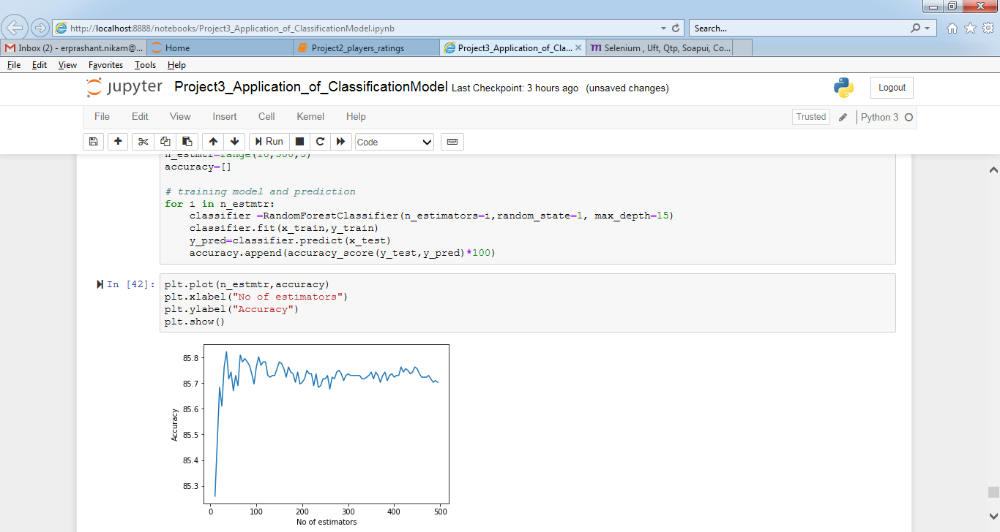 http://localhost:8888/notebooks/Project3_Application_of_ClassificationModel.ipynb
Search...
Inbox (2) - erprashant.nikam@...
Home
Project2_players_ratings
Project3_Application_of_Cla...
Selenium , Uft, Qtp, Soapui, Co...
File Edit View Favorites Tools Help
jupyter Project3_Application_of_ClassificationModel Last Checkpoint: 3 hours ago (unsaved changes)
Logout
File Edit View Insert Cell Kernel Help
Trusted
Python 3
Run
Code
n_estmtr=range(10,500,5)
accuracy=[]
# training model and prediction
for i in n_estmtr:
    classifier =RandomForestClassifier(n_estimators=i,random_state=1, max_depth=15)
    classifier.fit(x_train,y_train)
    y_pred=classifier.predict(x_test)
    accuracy.append(accuracy_score(y_test,y_pred)*100)
In [42]:
plt.plot(n_estmtr,accuracy)
plt.xlabel("No of estimators")
plt.ylabel("Accuracy")
plt.show()
85.8
85.7
85.6
85.5
85.4
85.3
Accuracy
0 100 200 300 400 500
No of estimators